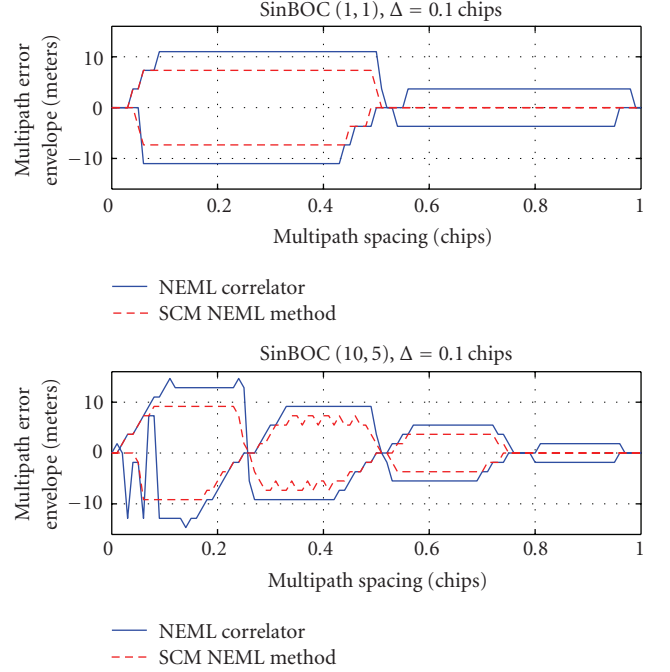 SinBOC (1, 1), Δ = 0.1 chips
Multipath error
envelope (meters)
10
0
−10
0
0.2
0.4
0.6
0.8
1
Multipath spacing (chips)
NEML correlator
SCM NEML method
SinBOC (10, 5), Δ = 0.1 chips
Multipath error
envelope (meters)
10
0
−10
0
0.2
0.4
0.6
0.8
1
Multipath spacing (chips)
NEML correlator
SCM NEML method